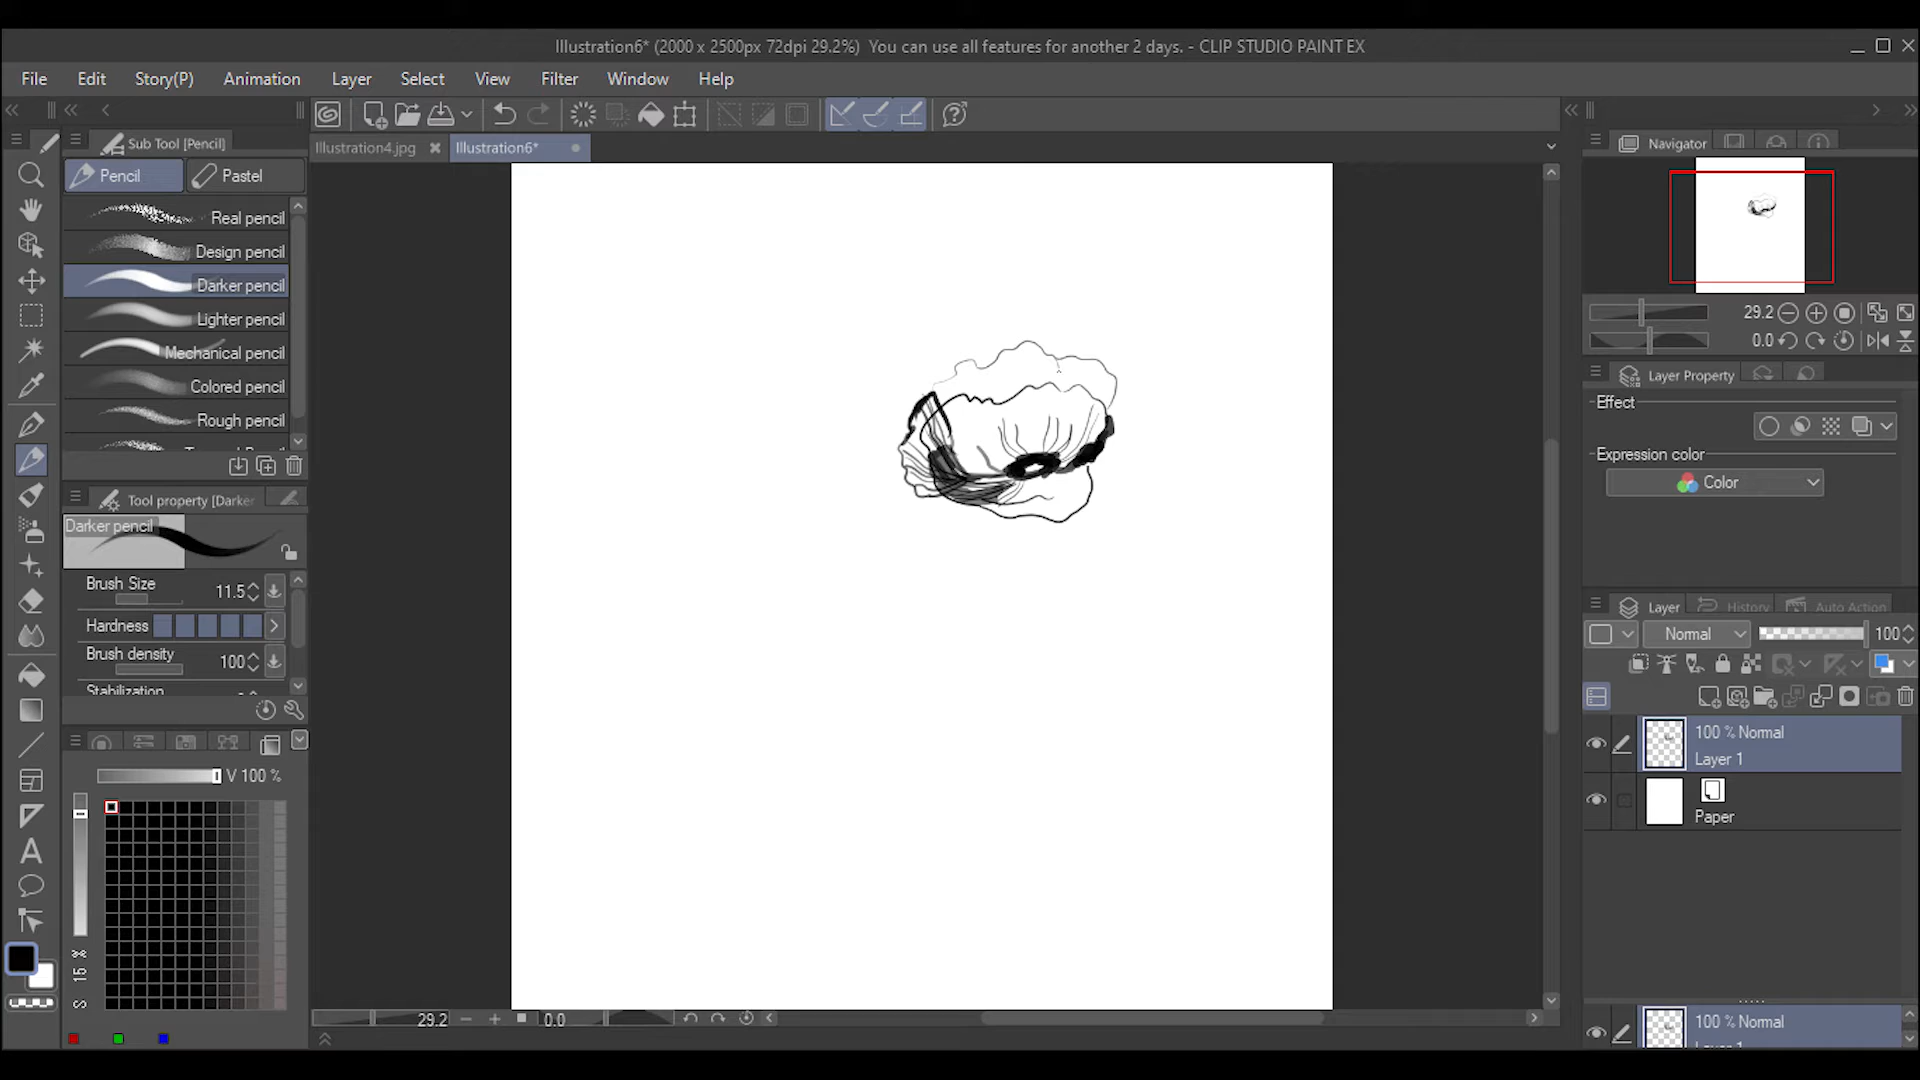 Illustration6* (2000 x 2500px 72dpi 29.2%) You can use all features for another 2 days. - CLIP STUDIO PAINT EX
File Edit Story(P) Animation Layer Select View Filter Window Help
Sub Tool [Pencil]
Illustration4.jpg
Illustration6*
Navigator
Pencil
Pastel
Real pencil
Design pencil
Darker pencil
Lighter pencil
Mechanical pencil
Colored pencil
Rough pencil
29.2
0.0
Layer Property
Effect
Expression color
Color
Tool property [Darker
Darker pencil
Brush Size 11.5
Hardness
Brush density 100
Stabilization
Layer
History
Auto Action
Normal
100
100 % Normal
Layer 1
Paper
V 100 %
H
15
S
29.2
0.0
100 % Normal
Layer 1